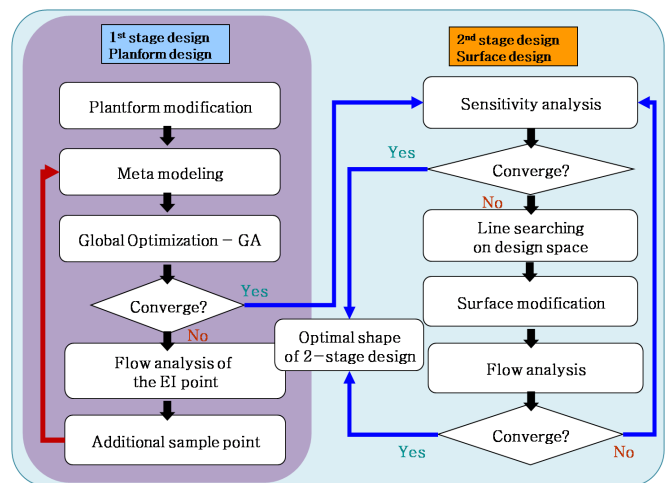 1st stage design
Planform design
Plantform modification
Meta modeling
Global Optimization – GA
Converge?
Yes
No
Flow analysis of
the EI point
Additional sample point
2nd stage design
Surface design
Sensitivity analysis
Yes
Converge?
No
Line searching
on design space
Surface modification
Optimal shape
of 2-stage design
Flow analysis
Converge?
Yes
No